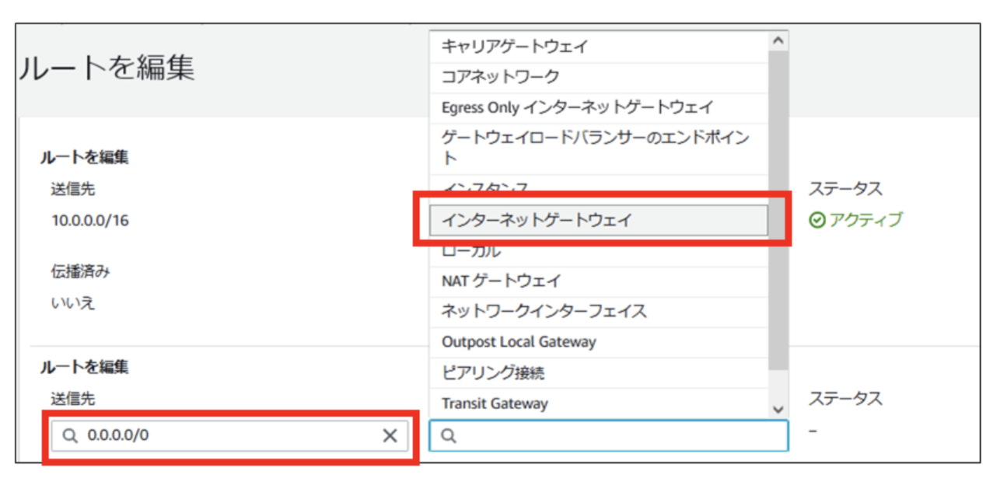 ルートを編集
キャリアゲートウェイ
コアネットワーク
Egress Only インターネットゲートウェイ
ゲートウェイロードバランサーのエンドポイン
ト
インスタンス
インターネットゲートウェイ
ローカル
NAT ゲートウェイ
ネットワークインターフェイス
Outpost Local Gateway
ピアリング接続
Transit Gateway
ルートを編集
送信先
10.0.0.0/16
ステータス
アクティブ
伝播済み
いいえ
ルートを編集
送信先
0.0.0.0/0
ステータス
–